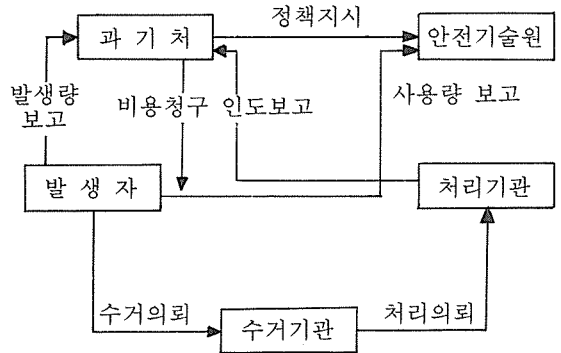 정책지시
과 기 처
안전기술원
발생량
보고
비용청구
인도보고
사용량 보고
발 생 자
처리기관
수거의뢰
처리의뢰
수거기관